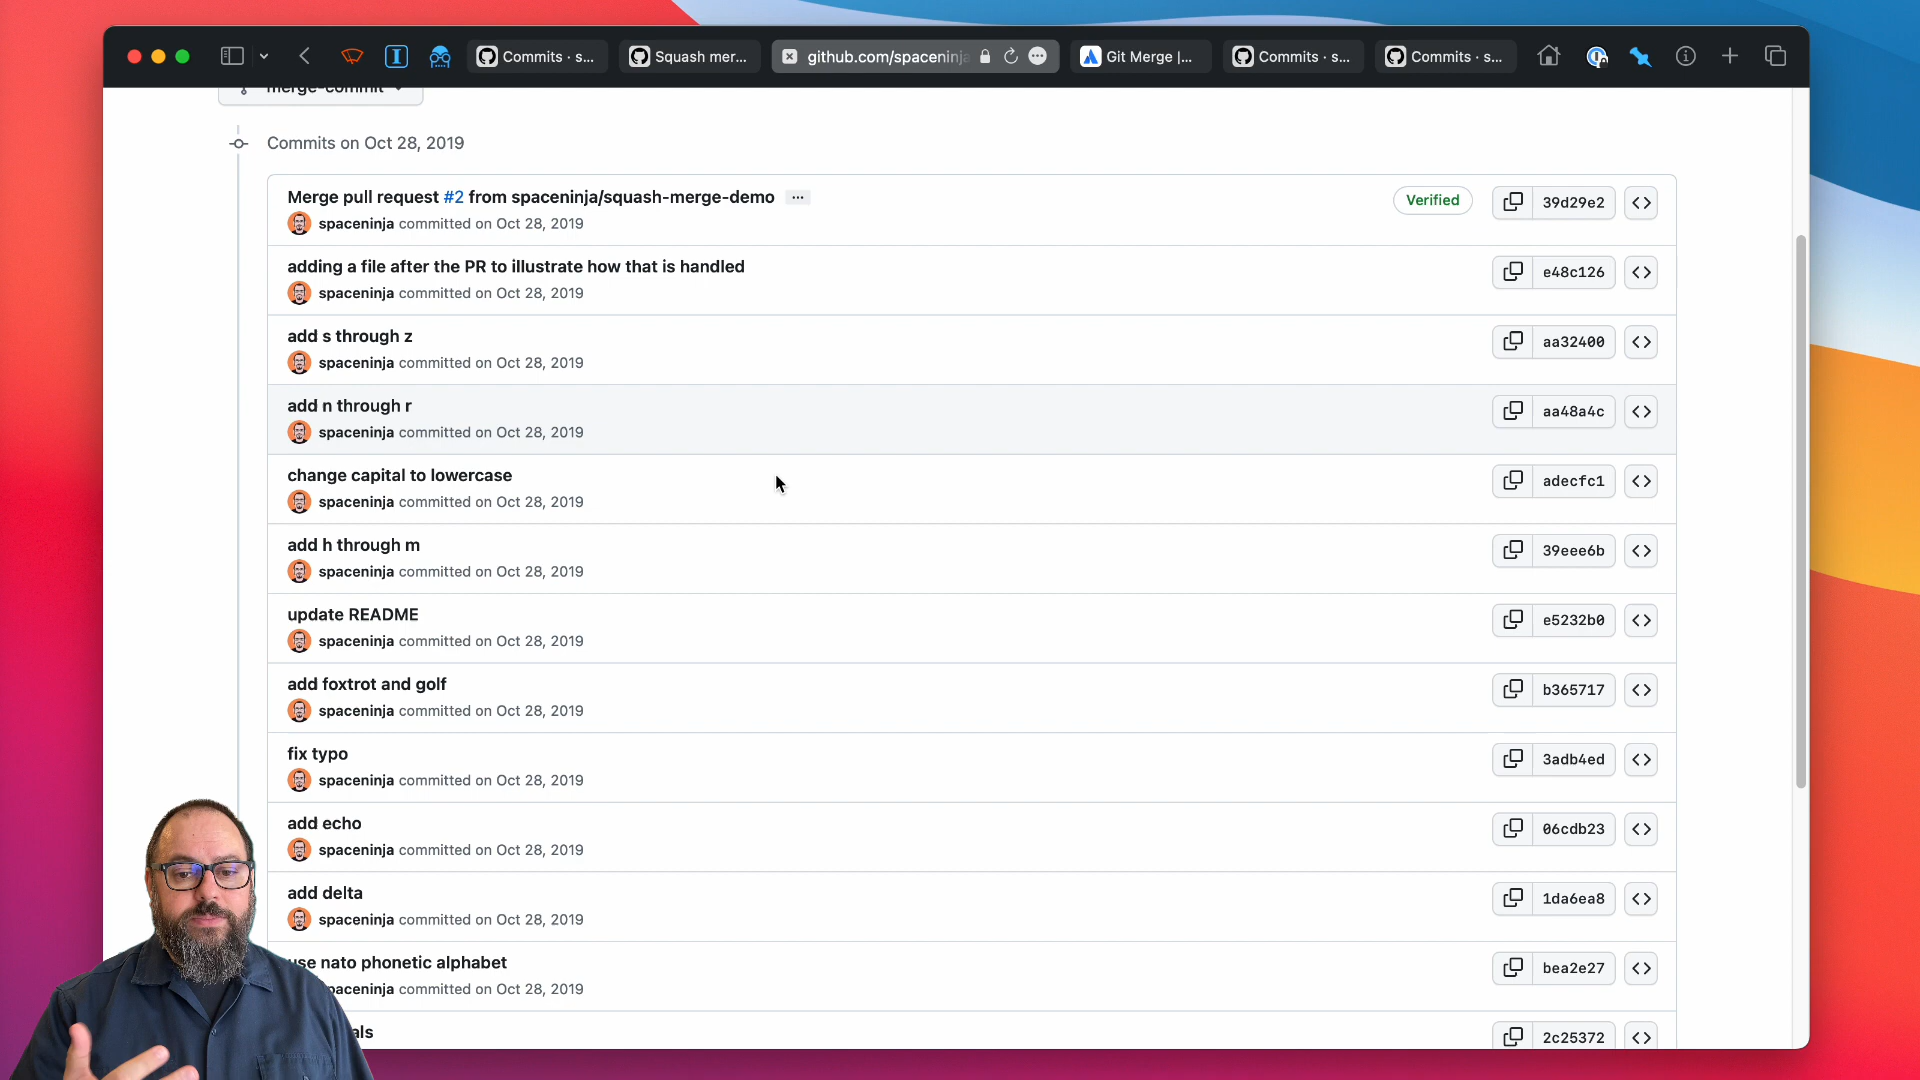 Commits · s...
Squash mer...
github.com/spaceninja
Git Merge |...
Commits · s...
Commits · s...
merge-commit
Commits on Oct 28, 2019
Merge pull request #2 from spaceninja/squash-merge-demo ...
Verified
39d29e2
spaceninja committed on Oct 28, 2019
adding a file after the PR to illustrate how that is handled
e48c126
spaceninja committed on Oct 28, 2019
add s through z
aa32400
spaceninja committed on Oct 28, 2019
add n through r
aa48a4c
spaceninja committed on Oct 28, 2019
change capital to lowercase
adecfc1
spaceninja committed on Oct 28, 2019
add h through m
39eee6b
spaceninja committed on Oct 28, 2019
update README
e5232b0
spaceninja committed on Oct 28, 2019
add foxtrot and golf
b365717
spaceninja committed on Oct 28, 2019
fix typo
3adb4ed
spaceninja committed on Oct 28, 2019
add echo
06cdb23
spaceninja committed on Oct 28, 2019
add delta
1da6ea8
spaceninja committed on Oct 28, 2019
use nato phonetic alphabet
bea2e27
paceninja committed on Oct 28, 2019
als
2c25372